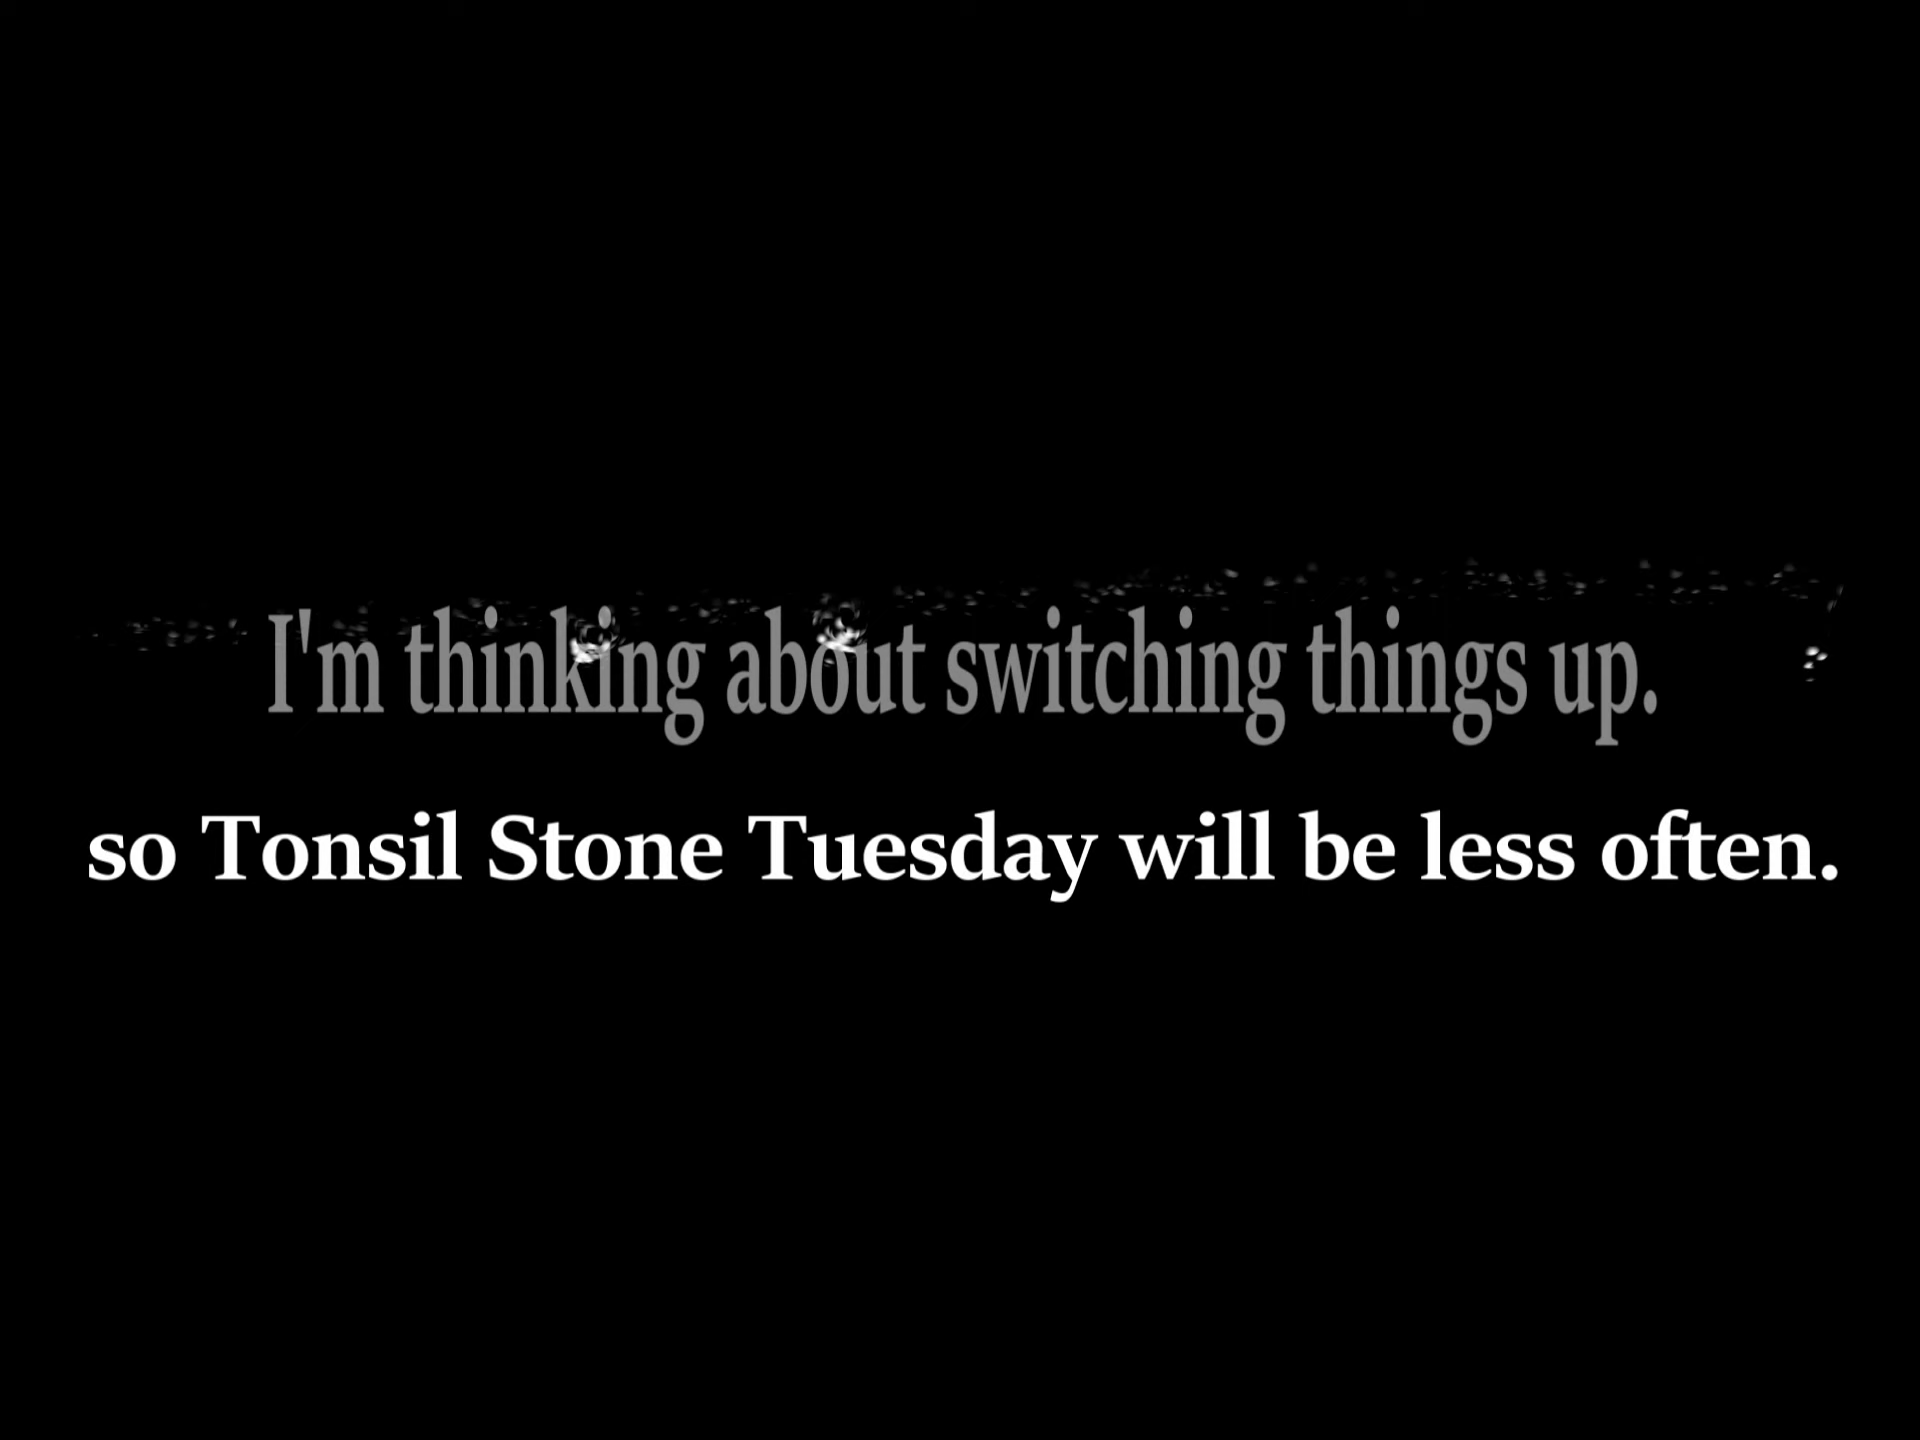 I'm thinking about switching things up.
so Tonsil Stone Tuesday will be less often.